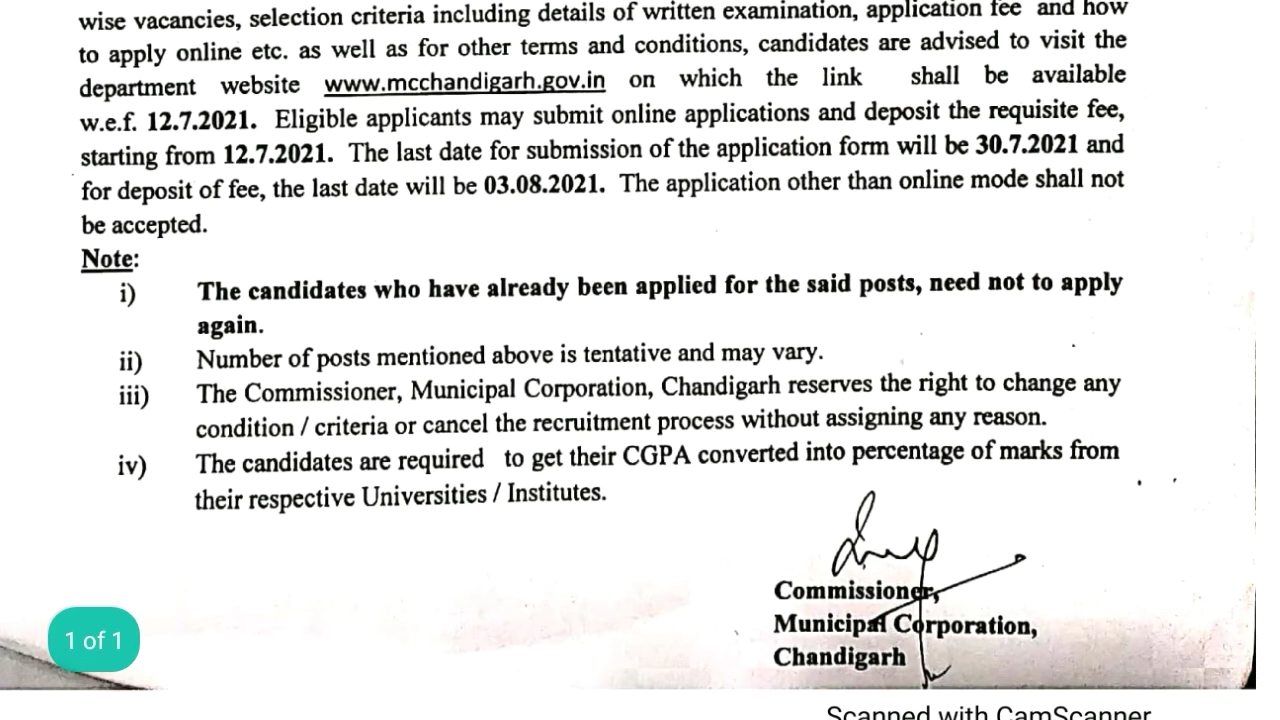 wise vacancies, selection criteria including details of written examination, application fee and how
to apply online etc. as well as for other terms and conditions, candidates are advised to visit the
department website www.mcchandigarh.gov.in on which the link shall be available
w.e.f. 12.7.2021. Eligible applicants may submit online applications and deposit the requisite fee,
starting from 12.7.2021. The last date for submission of the application form will be 30.7.2021 and
for deposit of fee, the last date will be 03.08.2021. The application other than online mode shall not
be accepted.
Note:
i) The candidates who have already been applied for the said posts, need not to apply
again.
ii) Number of posts mentioned above is tentative and may vary.
iii) The Commissioner, Municipal Corporation, Chandigarh reserves the right to change any
condition / criteria or cancel the recruitment process without assigning any reason.
iv) The candidates are required to get their CGPA converted into percentage of marks from
their respective Universities / Institutes.
Commissioner,
Municipal Corporation,
Chandigarh
1 of 1
Scanned with CamScanner